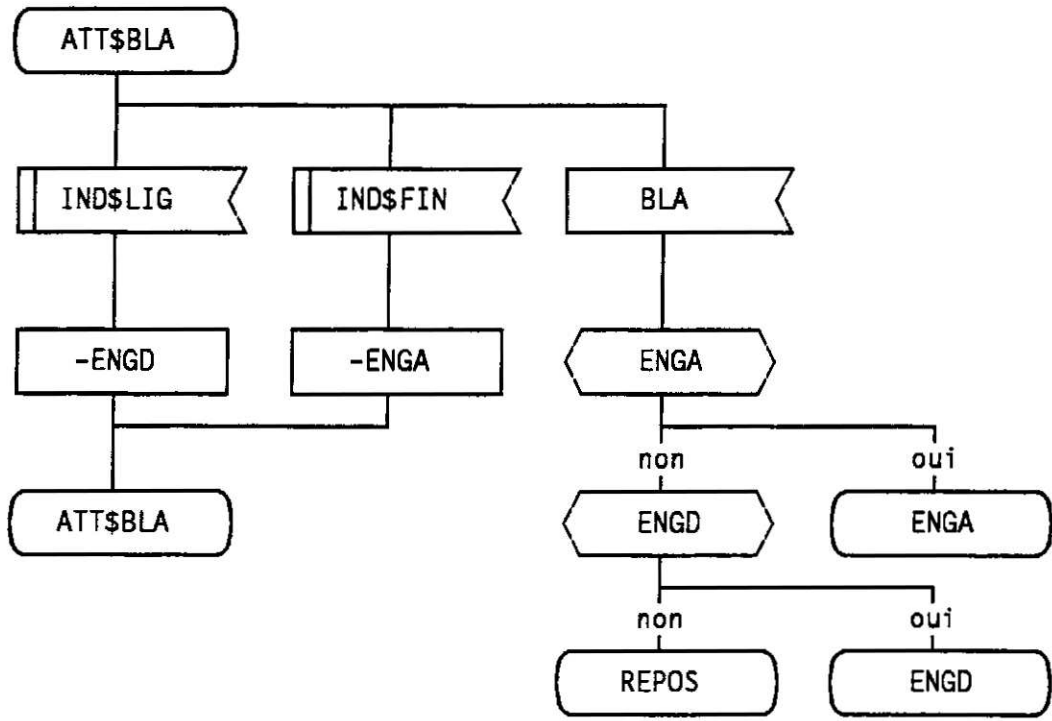 ATT$BLA
IND$LIG IND$FIN BLA
-ENGD -ENGA ENGA
non oui
ATT$BLA ENGD ENGA
non oui
REPOS ENGD